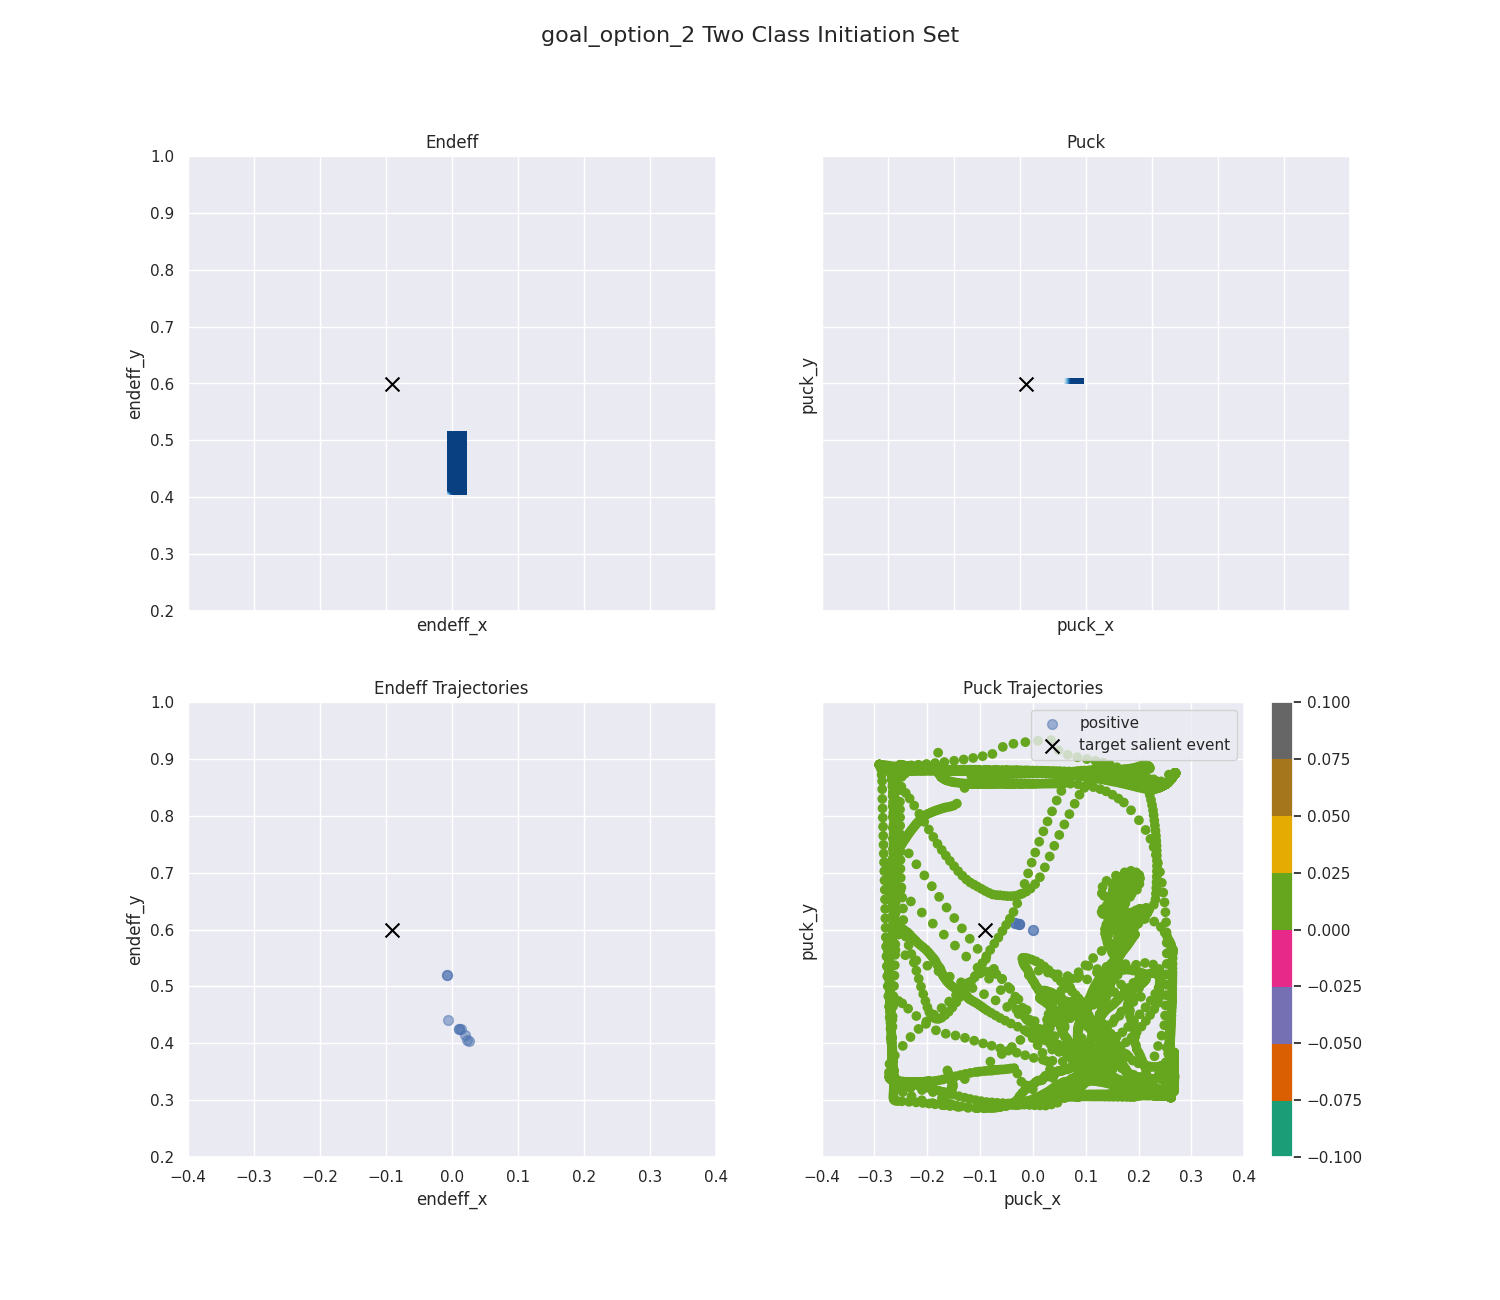 goal_option_2 Two Class Initiation Set
Endeff
1.0
0.9
0.8
0.7
0.6
0.5
0.4
0.3
0.2
endeff_y
endeff_x
Puck
puck_y
puck_x
Endeff Trajectories
1.0
0.9
0.8
0.7
0.6
0.5
0.4
0.3
0.2
endeff_y
−0.4 −0.3 −0.2 −0.1 0.0 0.1 0.2 0.3 0.4
endeff_x
Puck Trajectories
positive
target salient event
puck_y
−0.4 −0.3 −0.2 −0.1 0.0 0.1 0.2 0.3 0.4
puck_x
0.100
0.075
0.050
0.025
0.000
−0.025
−0.050
−0.075
−0.100